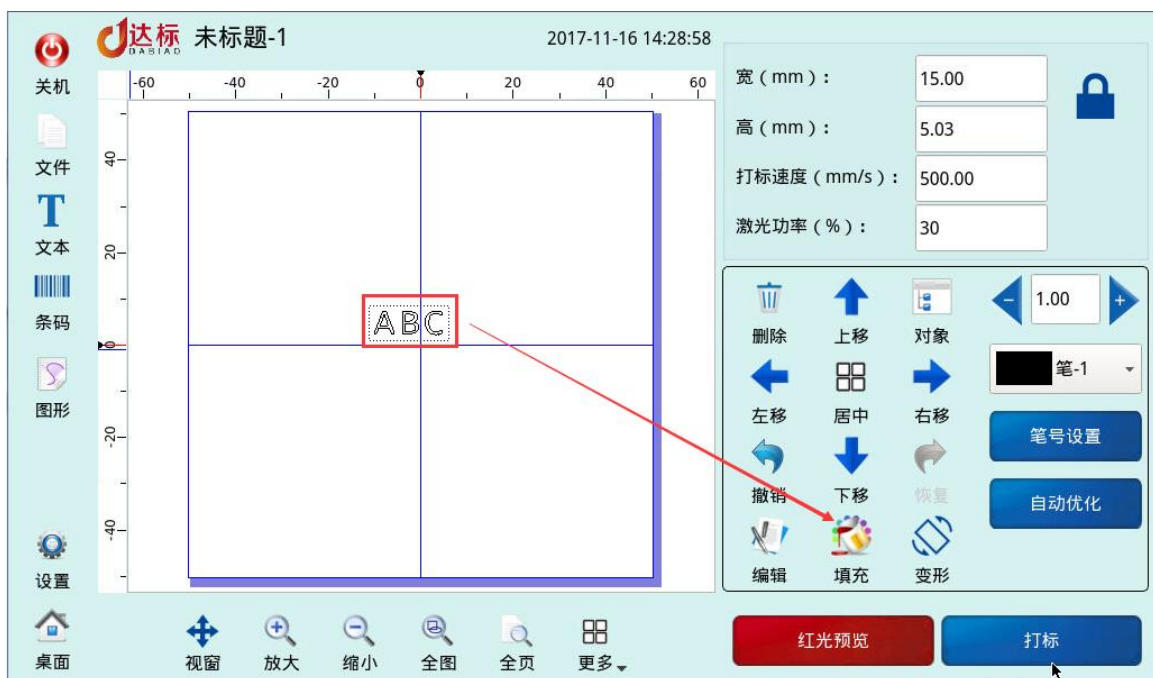 达标
DABIAO
未标题-1
2017-11-16 14:28:58
关机
文件
T
文本
条码
图形
设置
桌面
-60 -40 -20 0 20 40 60
40
20
0
-20
-40
ABC
宽（mm）： 15.00
高（mm）： 5.03
打标速度（mm/s）： 500.00
激光功率（%）： 30
删除 上移 对象
左移 居中 右移
撤销 下移 恢复
编辑 填充 变形
- 1.00 +
笔-1
笔号设置
自动优化
视窗 放大 缩小 全图 全页 更多
红光预览 打标